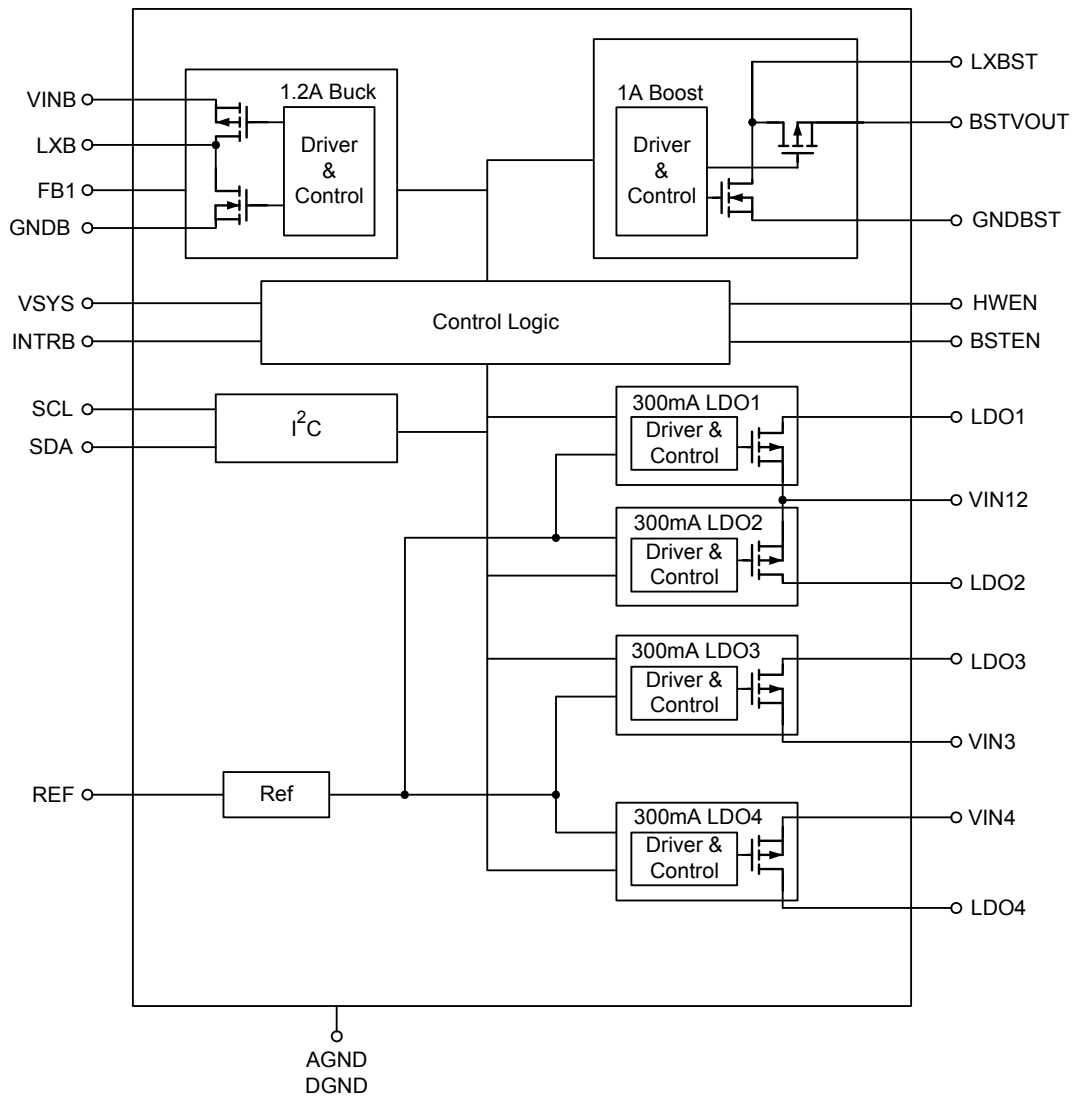 VINB
LXB
FB1
GNDB
1.2A Buck
Driver
&
Control
1A Boost
Driver
&
Control
LXBST
BSTVOUT
GNDBST
VSYS
INTRB
Control Logic
HWEN
BSTEN
SCL
SDA
I²C
300mA LDO1
Driver &
Control
LDO1
VIN12
300mA LDO2
Driver &
Control
LDO2
300mA LDO3
Driver &
Control
LDO3
VIN3
REF
Ref
300mA LDO4
Driver &
Control
VIN4
LDO4
AGND
DGND